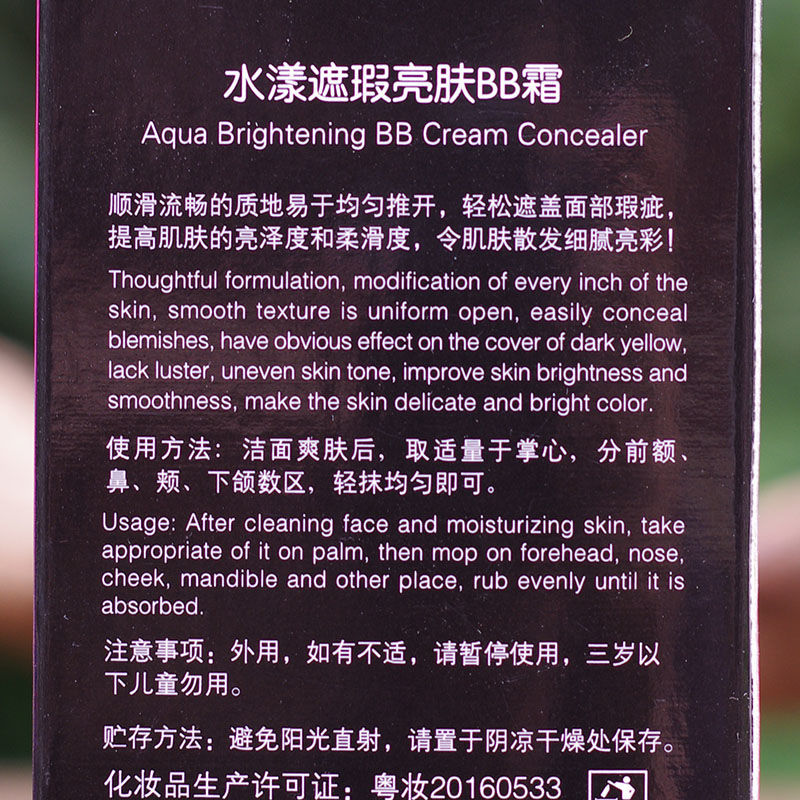 水漾遮瑕亮肤BB霜
Aqua Brightening BB Cream Concealer
顺滑流畅的质地易于均匀推开，轻松遮盖面部瑕疵，
提高肌肤的亮泽度和柔滑度，令肌肤散发细腻亮彩！
Thoughtful formulation, modification of every inch of the
skin, smooth texture is uniform open, easily conceal
blemishes, have obvious effect on the cover of dark yellow,
lack luster, uneven skin tone, improve skin brightness and
smoothness, make the skin delicate and bright color.
使用方法：洁面爽肤后，取适量于掌心，分前额、
鼻、颊、下颌数区，轻抹均匀即可。
Usage: After cleaning face and moisturizing skin, take
appropriate of it on palm, then mop on forehead, nose,
cheek, mandible and other place, rub evenly until it is
absorbed.
注意事项：外用，如有不适，请暂停使用，三岁以
下儿童勿用。
贮存方法：避免阳光直射，请置于阴凉干燥处保存。
化妆品生产许可证：粤妆20160533